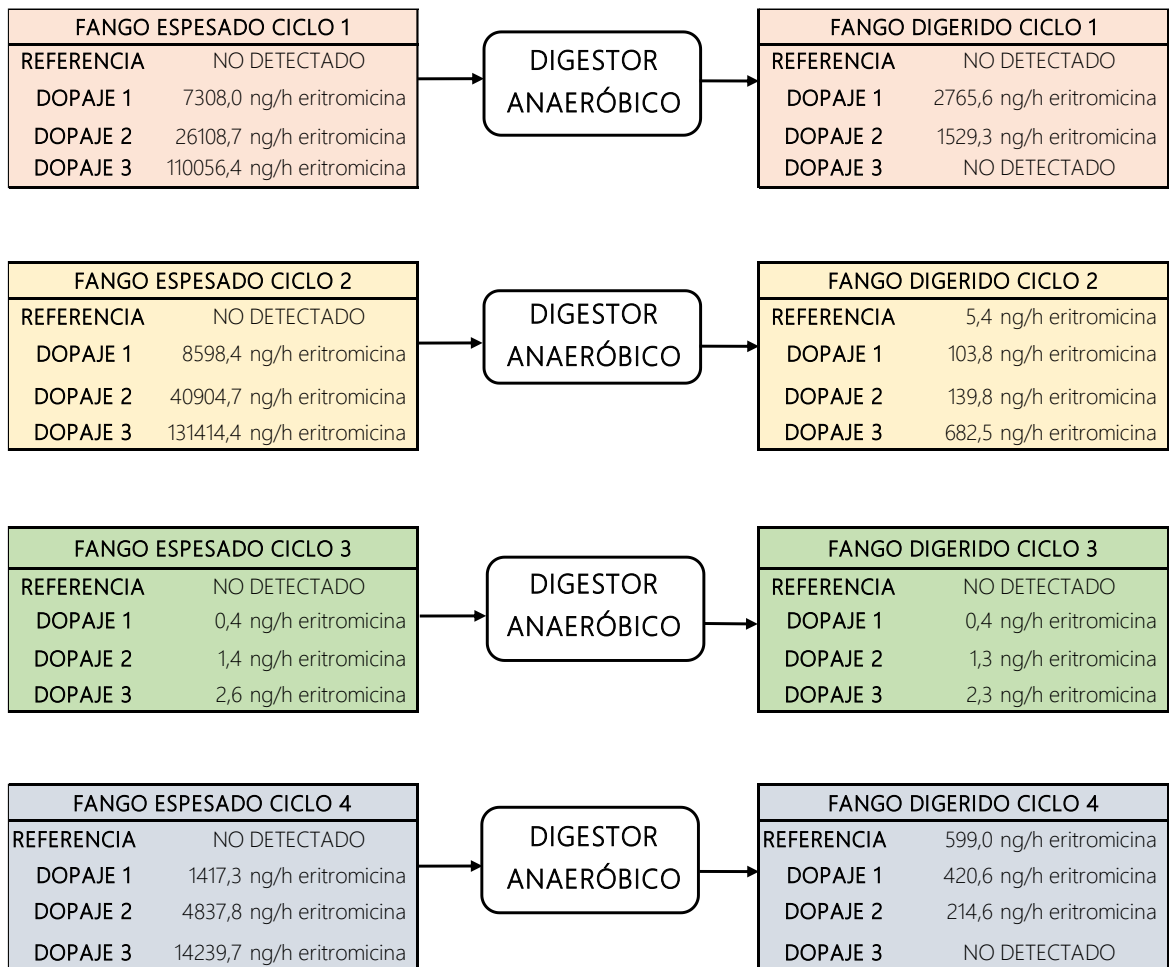 FANGO ESPESADO CICLO 1
REFERENCIA NO DETECTADO
DOPAJE 1 7308,0 ng/h eritromicina
DOPAJE 2 26108,7 ng/h eritromicina
DOPAJE 3 110056,4 ng/h eritromicina
DIGESTOR
ANAERÓBICO
FANGO DIGERIDO CICLO 1
REFERENCIA NO DETECTADO
DOPAJE 1 2765,6 ng/h eritromicina
DOPAJE 2 1529,3 ng/h eritromicina
DOPAJE 3 NO DETECTADO
FANGO ESPESADO CICLO 2
REFERENCIA NO DETECTADO
DOPAJE 1 8598,4 ng/h eritromicina
DOPAJE 2 40904,7 ng/h eritromicina
DOPAJE 3 131414,4 ng/h eritromicina
DIGESTOR
ANAERÓBICO
FANGO DIGERIDO CICLO 2
REFERENCIA 5,4 ng/h eritromicina
DOPAJE 1 103,8 ng/h eritromicina
DOPAJE 2 139,8 ng/h eritromicina
DOPAJE 3 682,5 ng/h eritromicina
FANGO ESPESADO CICLO 3
REFERENCIA NO DETECTADO
DOPAJE 1 0,4 ng/h eritromicina
DOPAJE 2 1,4 ng/h eritromicina
DOPAJE 3 2,6 ng/h eritromicina
DIGESTOR
ANAERÓBICO
FANGO DIGERIDO CICLO 3
REFERENCIA NO DETECTADO
DOPAJE 1 0,4 ng/h eritromicina
DOPAJE 2 1,3 ng/h eritromicina
DOPAJE 3 2,3 ng/h eritromicina
FANGO ESPESADO CICLO 4
REFERENCIA NO DETECTADO
DOPAJE 1 1417,3 ng/h eritromicina
DOPAJE 2 4837,8 ng/h eritromicina
DOPAJE 3 14239,7 ng/h eritromicina
DIGESTOR
ANAERÓBICO
FANGO DIGERIDO CICLO 4
REFERENCIA 599,0 ng/h eritromicina
DOPAJE 1 420,6 ng/h eritromicina
DOPAJE 2 214,6 ng/h eritromicina
DOPAJE 3 NO DETECTADO